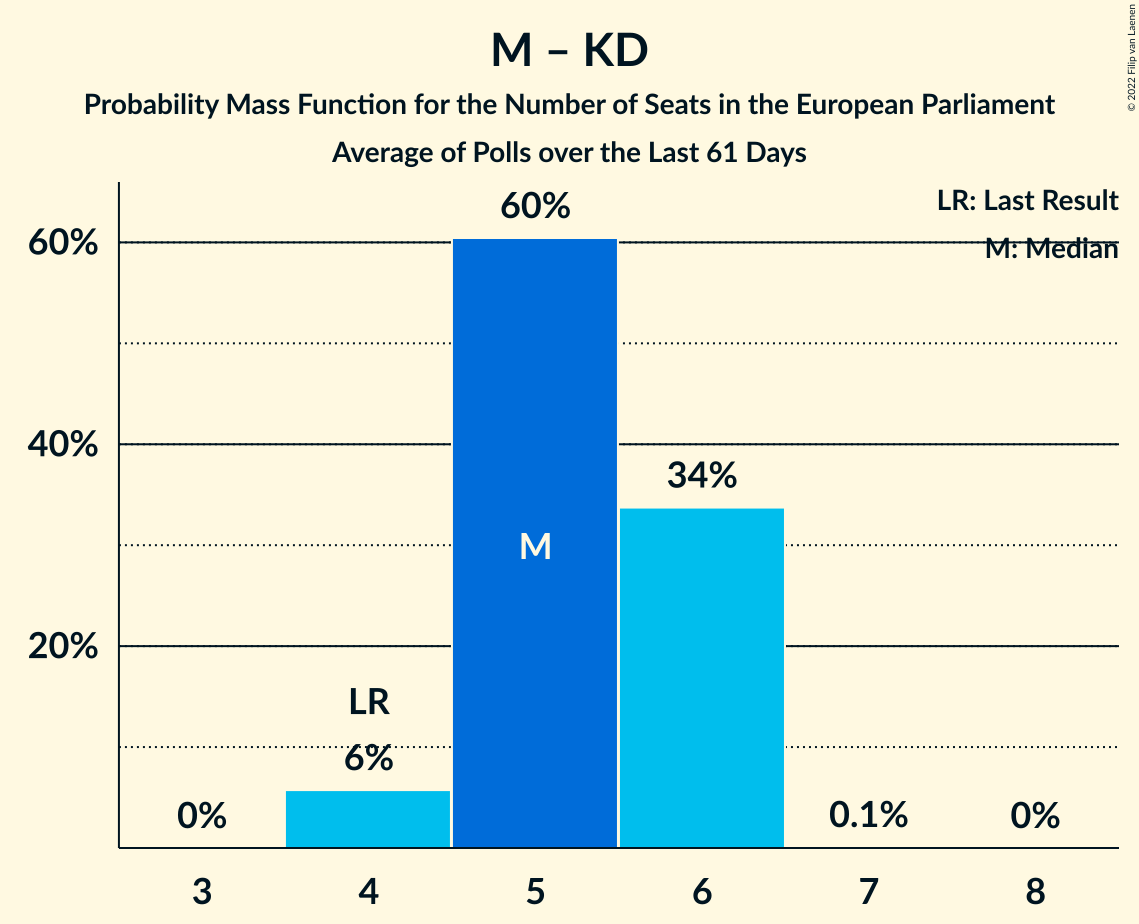 M – KD
Probability Mass Function for the Number of Seats in the European Parliament
Average of Polls over the Last 61 Days
© 2022 Filip van Laenen
LR: Last Result
M: Median
60%
40%
20%
0%
LR
6%
60%
M
34%
0.1%
0%
3 4 5 6 7 8